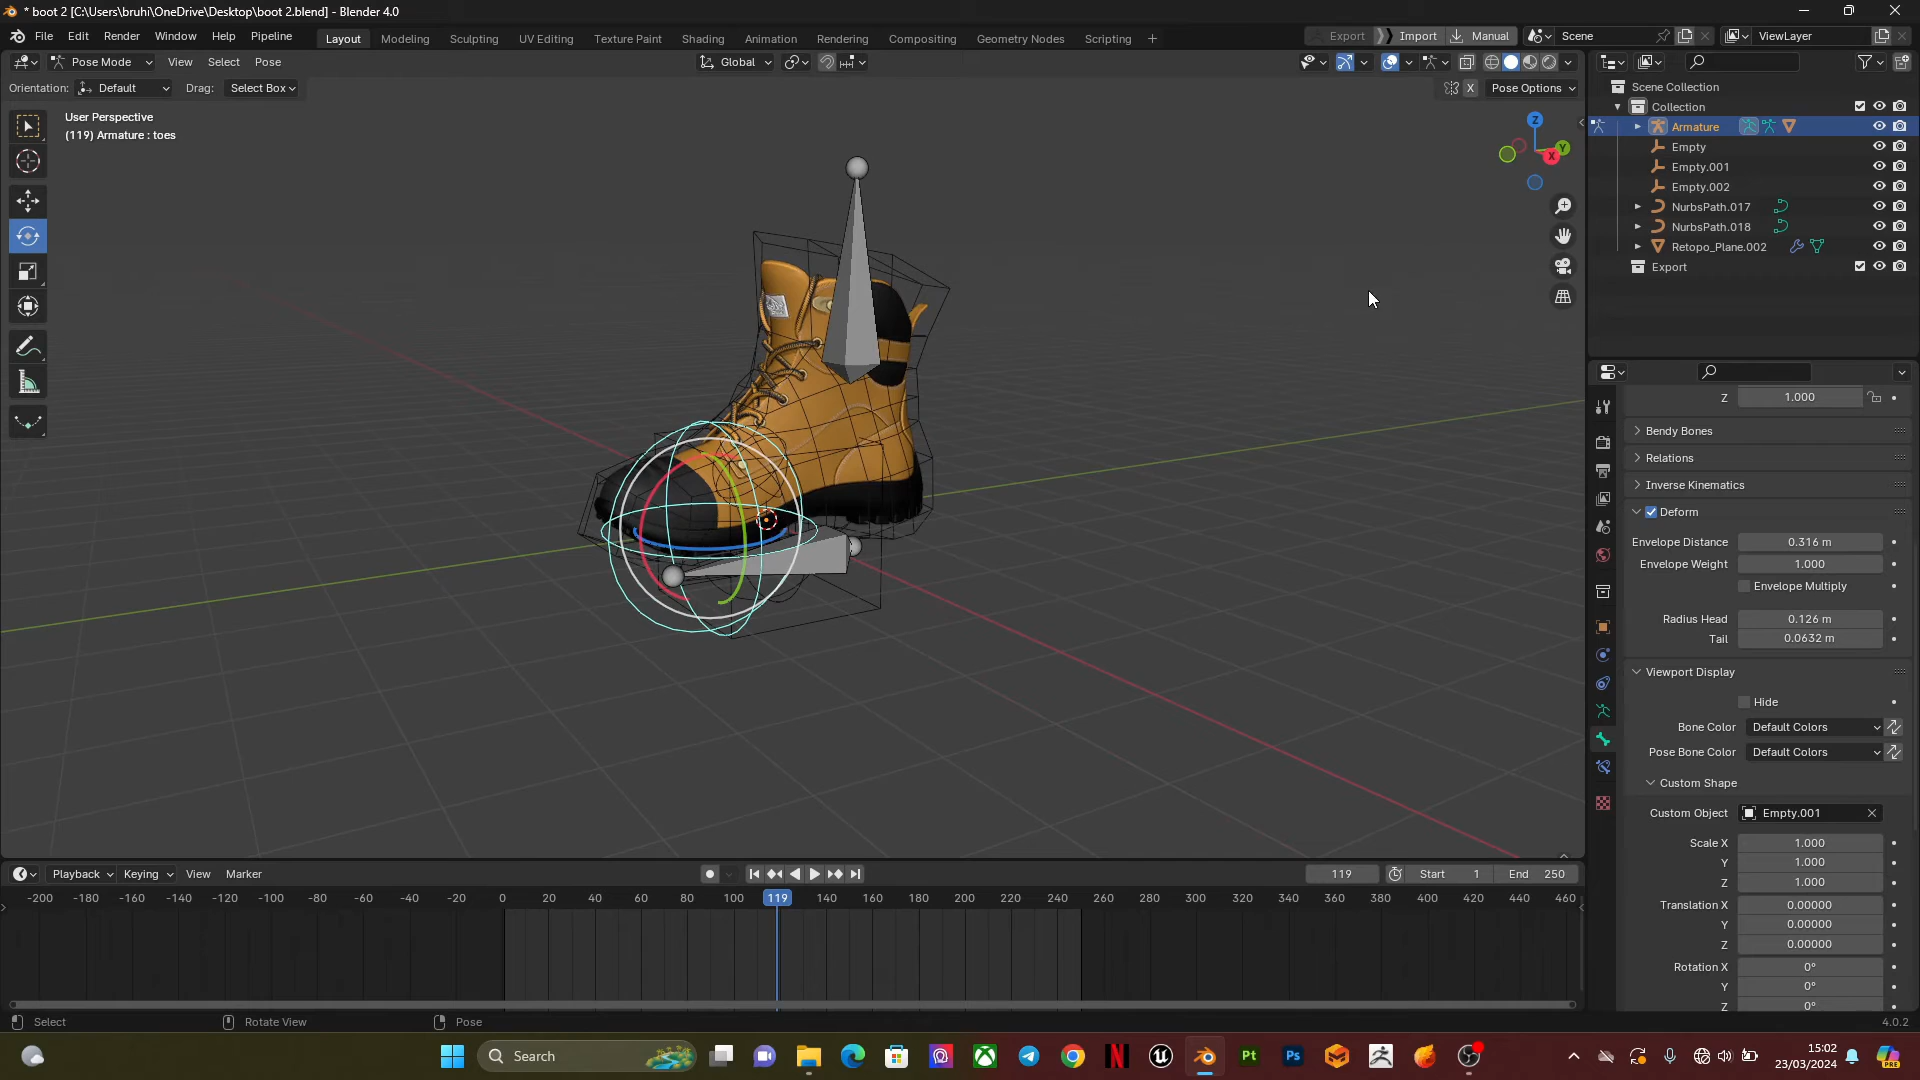 * boot 2 [C:\Users\bruhi\OneDrive\Desktop\boot 2.blend] - Blender 4.0
File Edit Render Window Help Pipeline Layout Modeling Sculpting UV Editing Texture Paint Shading Animation Rendering Compositing Geometry Nodes Scripting Export Import Manual Scene ViewLayer
Pose Mode View Select Pose Global
Orientation: Default Drag: Select Box X Pose Options
User Perspective
(119) Armature : toes
Z
Y
X
Scene Collection
Collection
Armature
Empty
Empty.001
Empty.002
NurbsPath.017
NurbsPath.018
Retopo_Plane.002
Export
Z 1.000
Bendy Bones
Relations
Inverse Kinematics
Deform
Envelope Distance 0.316 m
Envelope Weight 1.000
Envelope Multiply
Radius Head 0.126 m
Tail 0.0632 m
Viewport Display
Hide
Bone Color Default Colors
Pose Bone Color Default Colors
Custom Shape
Custom Object Empty.001
Scale X 1.000
Y 1.000
Z 1.000
Translation X 0.00000
Y 0.00000
Z 0.00000
Rotation X 0°
Y 0°
Z 0°
Playback Keying View Marker 119 Start 1 End 250
-200 -180 -160 -140 -120 -100 -80 -60 -40 -20 0 20 40 60 80 100 119 140 160 180 200 220 240 260 280 300 320 340 360 380 400 420 440 460
Select Rotate View Pose 4.0.2
Search Pt Ps 15:02
23/03/2024
PRE